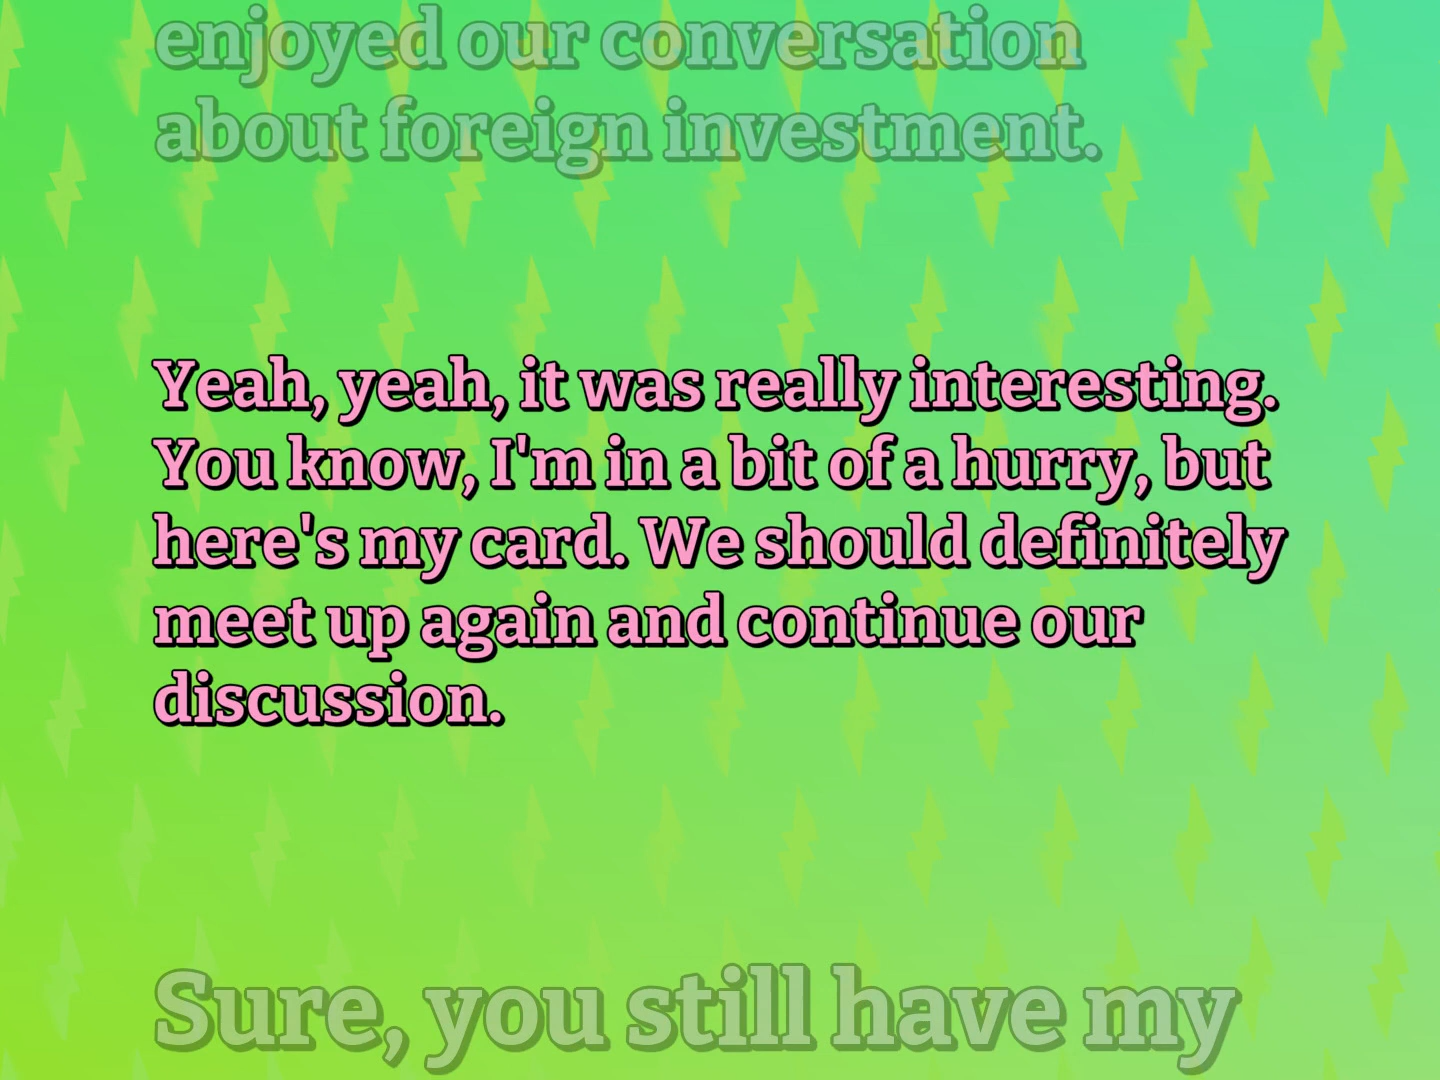 enjoyed our conversation
about foreign investment.
Yeah, yeah, it was really interesting.
You know, I'm in a bit of a hurry, but
here's my card. We should definitely
meet up again and continue our
discussion.
Sure, you still have my